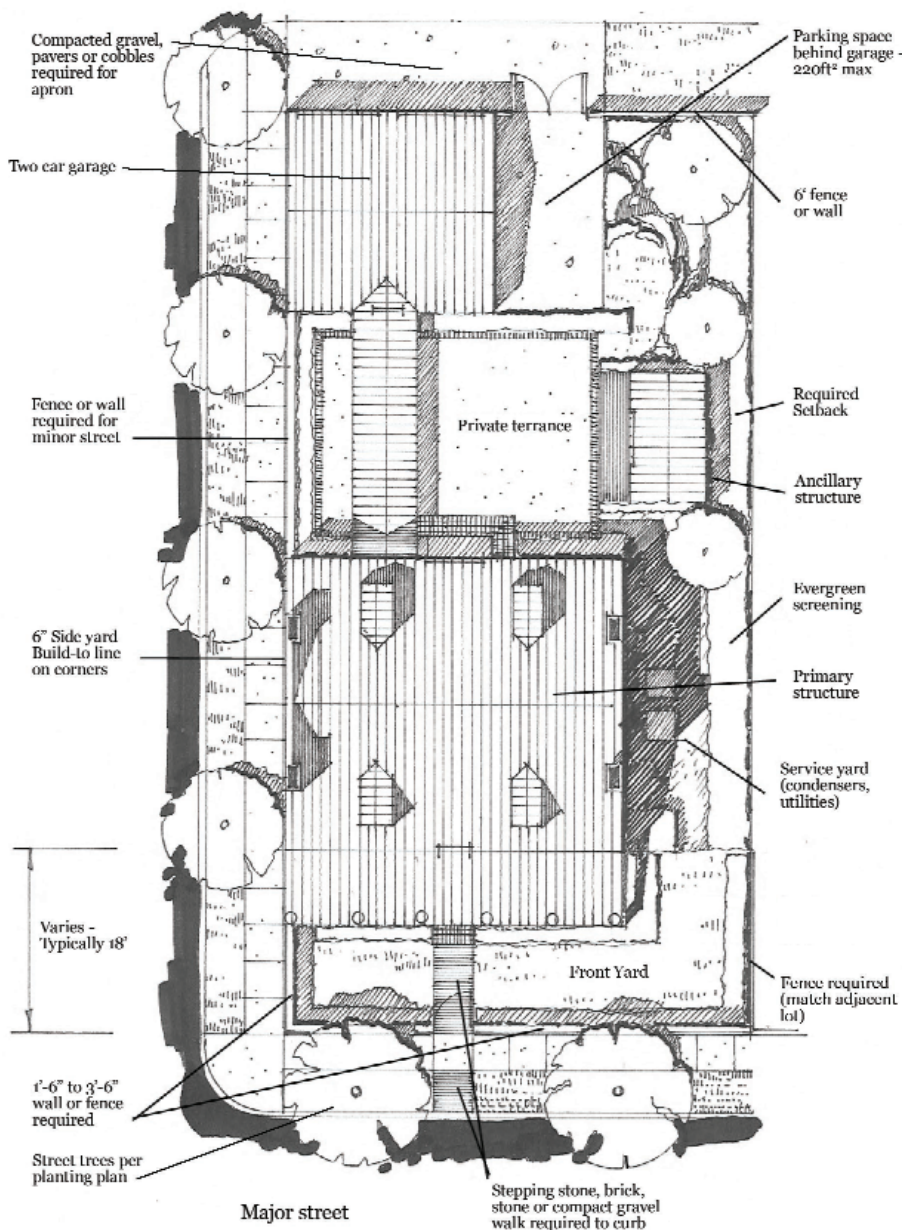 Compacted gravel,
pavers or cobbles
required for
apron
Parking space
behind garage -
220ft² max
Two car garage
6' fence
or wall
Fence or wall
required for
minor street
Private terrance
Required
Setback
Ancillary
structure
Evergreen
screening
6" Side yard
Build-to line
on corners
Primary
structure
Service yard
(condensers,
utilities)
Varies -
Typically 18'
Front Yard
Fence required
(match adjacent
lot)
1'-6" to 3'-6"
wall or fence
required
Street trees per
planting plan
Major street
Stepping stone, brick,
stone or compact gravel
walk required to curb